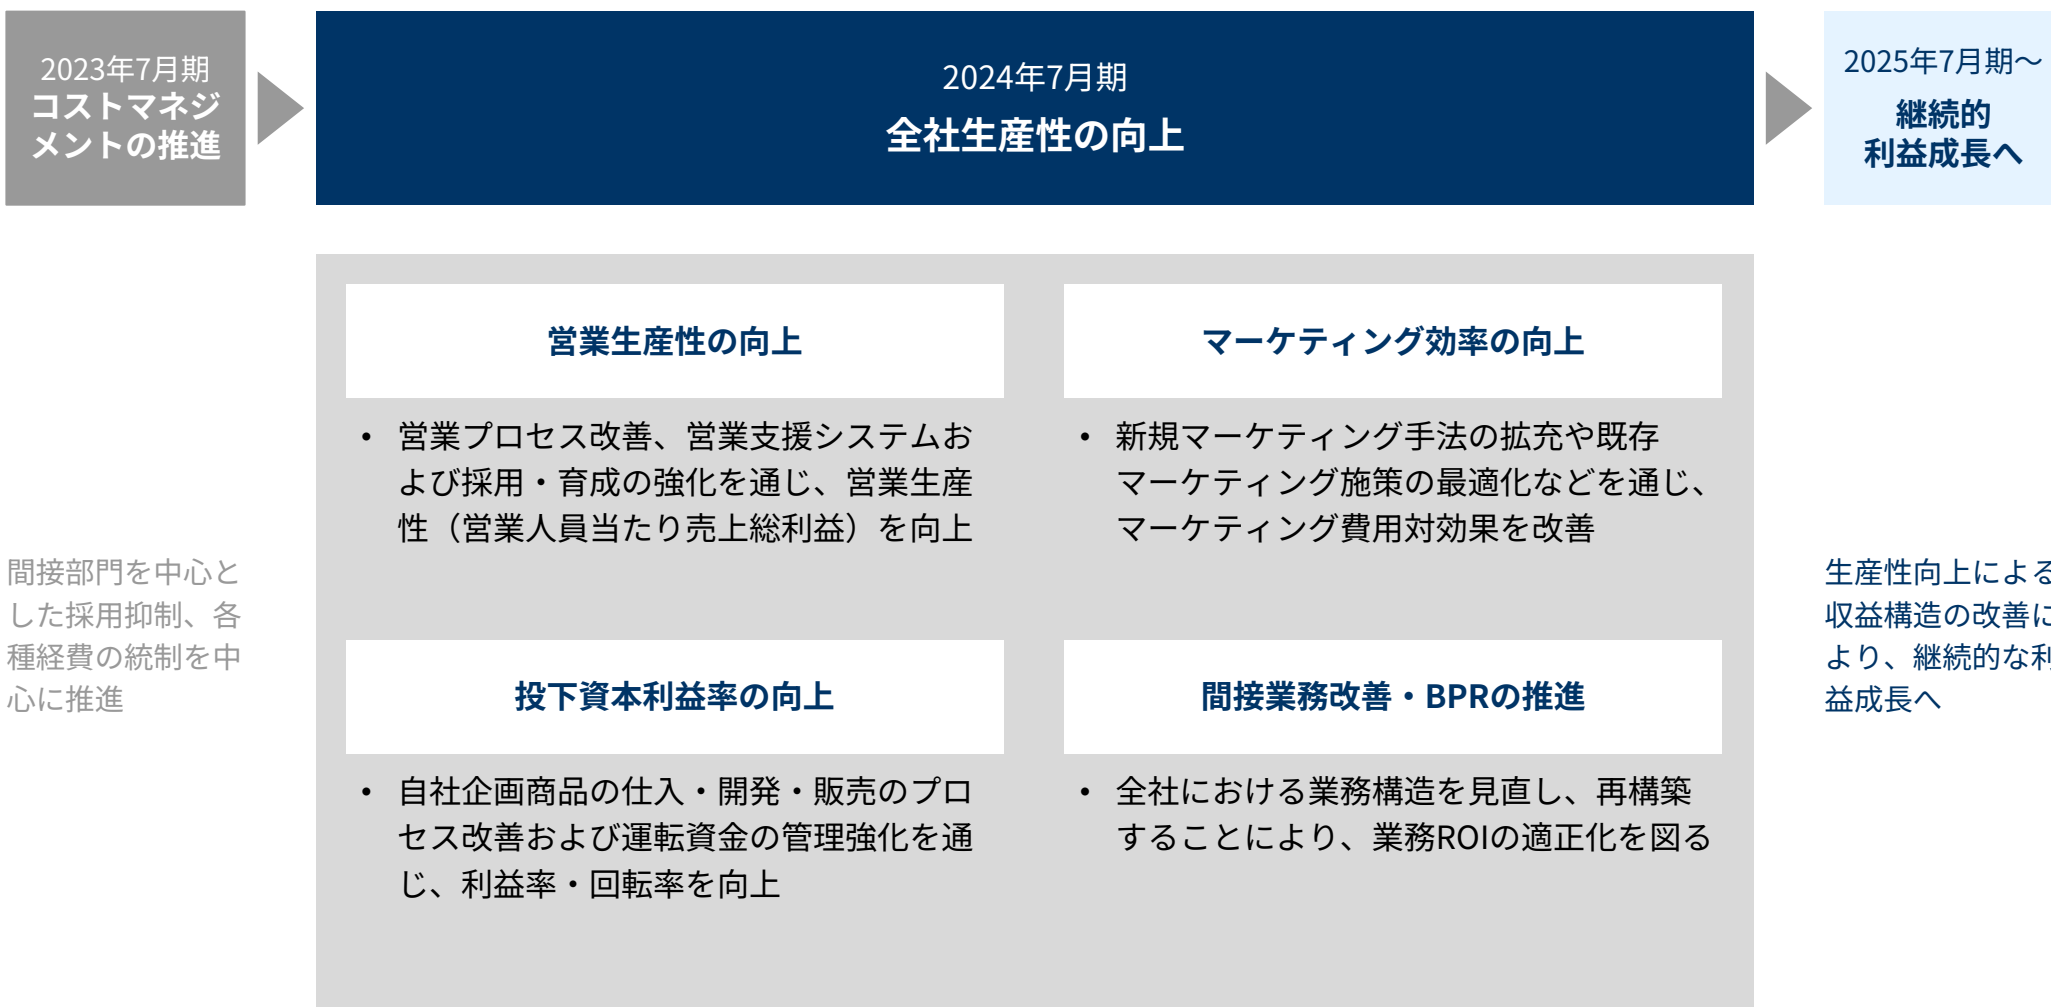 2023年7月期
コストマネジ
メントの推進
2024年7月期
全社生産性の向上
2025年7月期～
継続的
利益成長へ
間接部門を中心と
した採用抑制、各
種経費の統制を中
心に推進
営業生産性の向上
• 営業プロセス改善、営業支援システムお
よび採用・育成の強化を通じ、営業生産
性（営業人員当たり売上総利益）を向上
マーケティング効率の向上
• 新規マーケティング手法の拡充や既存
マーケティング施策の最適化などを通じ、
マーケティング費用対効果を改善
投下資本利益率の向上
• 自社企画商品の仕入・開発・販売のプロ
セス改善および運転資金の管理強化を通
じ、利益率・回転率を向上
間接業務改善・BPRの推進
• 全社における業務構造を見直し、再構築
することにより、業務ROIの適正化を図る
生産性向上による
収益構造の改善に
より、継続的な利
益成長へ